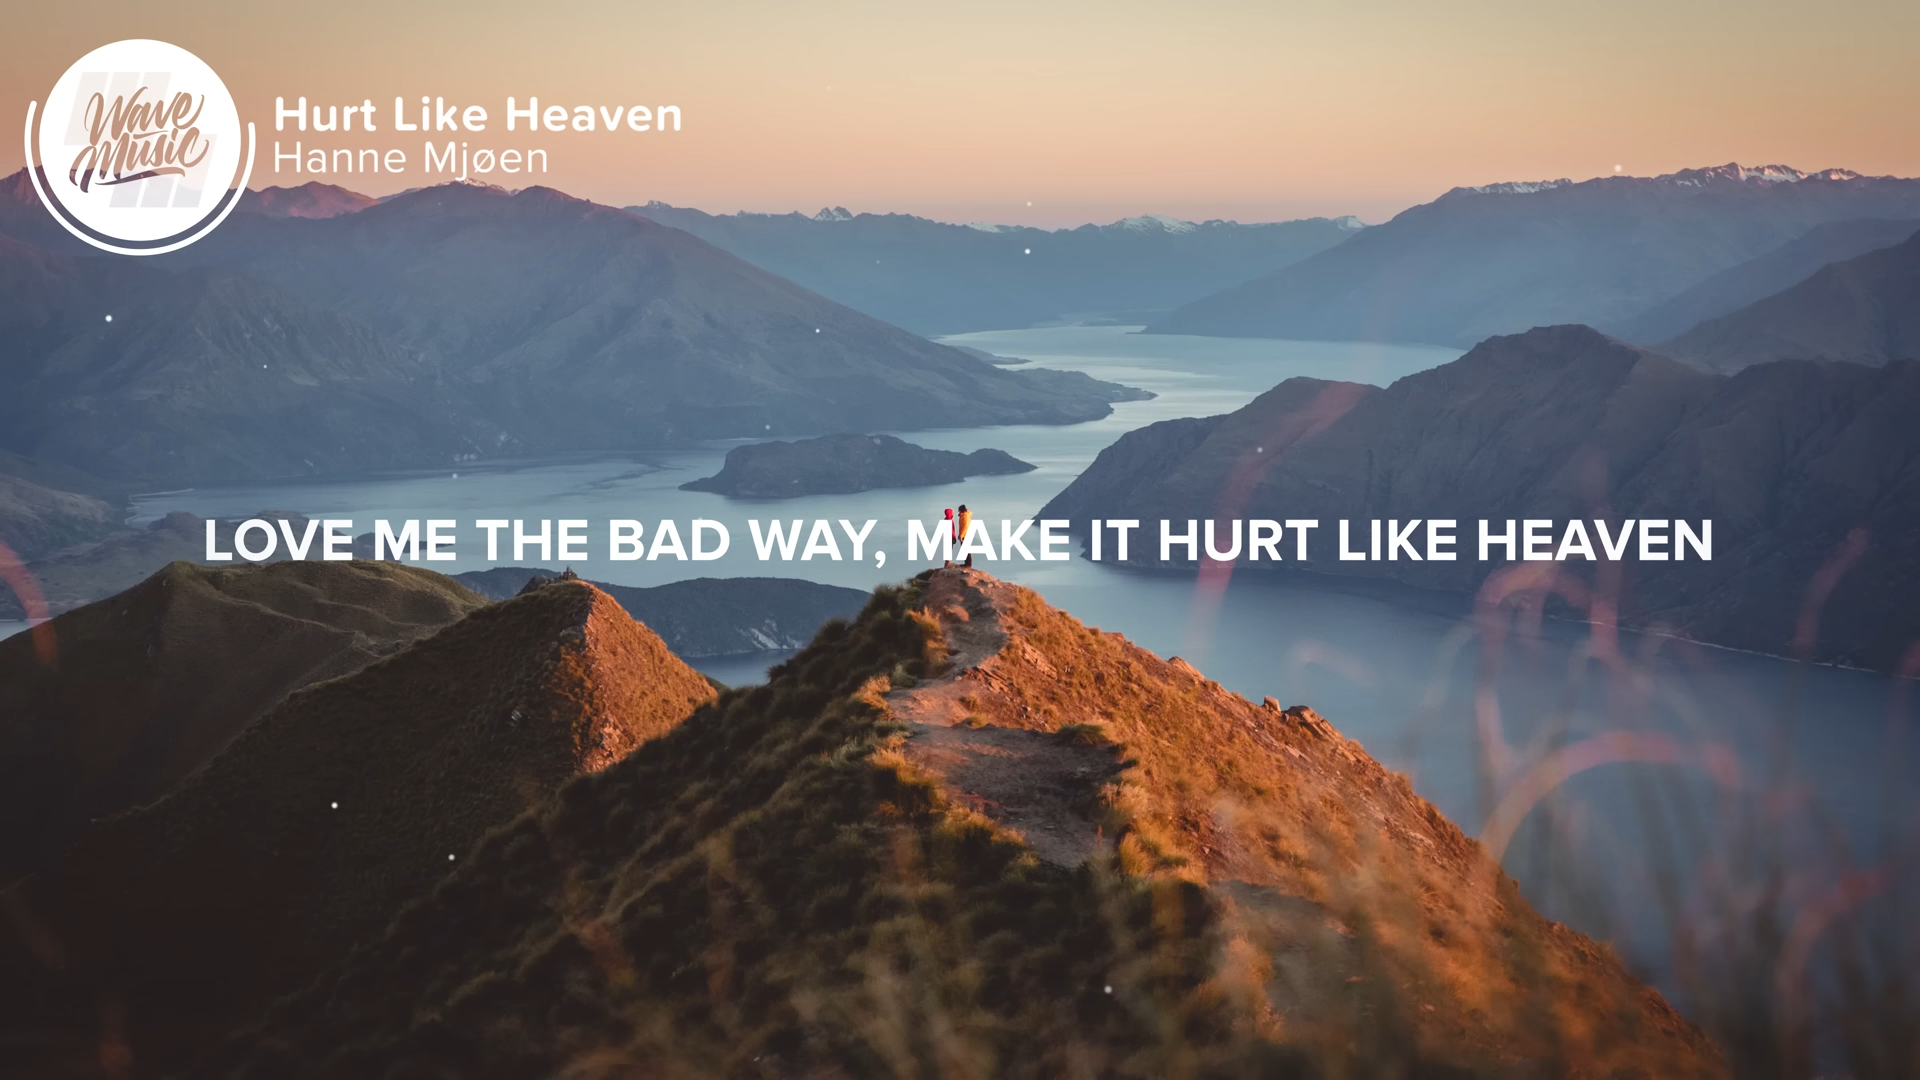 Wave
Music
Hurt Like Heaven
Hanne Mjøen
LOVE ME THE BAD WAY, MAKE IT HURT LIKE HEAVEN